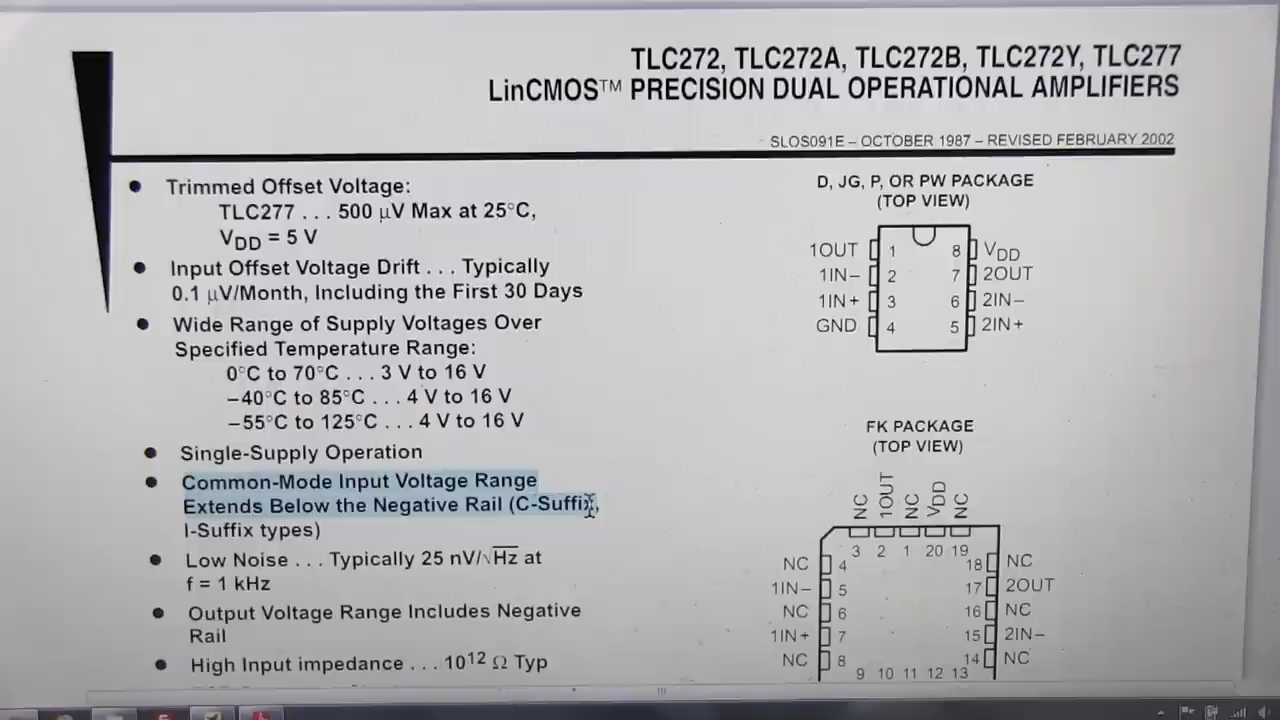 TLC272, TLC272A, TLC272B, TLC272Y, TLC277
LinCMOS™ PRECISION DUAL OPERATIONAL AMPLIFIERS
SLOS091E – OCTOBER 1987 – REVISED FEBRUARY 2002
● Trimmed Offset Voltage:
TLC277 . . . 500 μV Max at 25°C,
VDD = 5 V
● Input Offset Voltage Drift . . . Typically
0.1 μV/Month, Including the First 30 Days
● Wide Range of Supply Voltages Over
Specified Temperature Range:
0°C to 70°C . . . 3 V to 16 V
–40°C to 85°C . . . 4 V to 16 V
–55°C to 125°C . . . 4 V to 16 V
● Single-Supply Operation
● Common-Mode Input Voltage Range
Extends Below the Negative Rail (C-Suffix,
I-Suffix types)
● Low Noise . . . Typically 25 nV/√Hz at
f = 1 kHz
● Output Voltage Range Includes Negative
Rail
● High Input impedance . . . 10¹² Ω Typ
D, JG, P, OR PW PACKAGE
(TOP VIEW)
1OUT 1 8 VDD
1IN– 2 7 2OUT
1IN+ 3 6 2IN–
GND 4 5 2IN+
FK PACKAGE
(TOP VIEW)
NC 1OUT NC VDD NC
3 2 1 20 19
NC 4 18 NC
1IN– 5 17 2OUT
NC 6 16 NC
1IN+ 7 15 2IN–
NC 8 14 NC
9 10 11 12 13